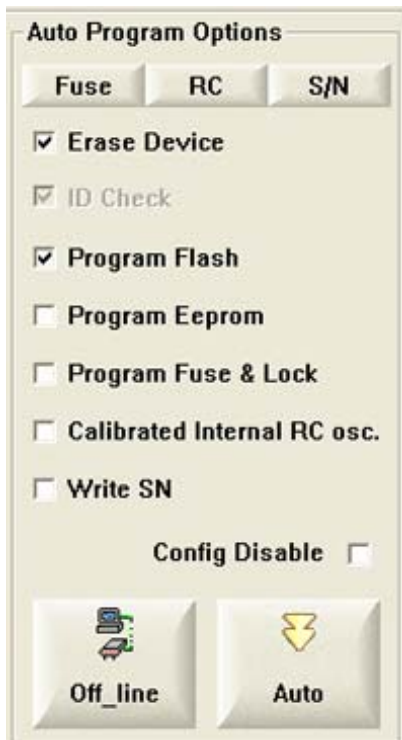 Auto Program Options
Fuse RC S/N
Erase Device
ID Check
Program Flash
Program Eeprom
Program Fuse & Lock
Calibrated Internal RC osc.
Write SN
Config Disable
Off_line Auto